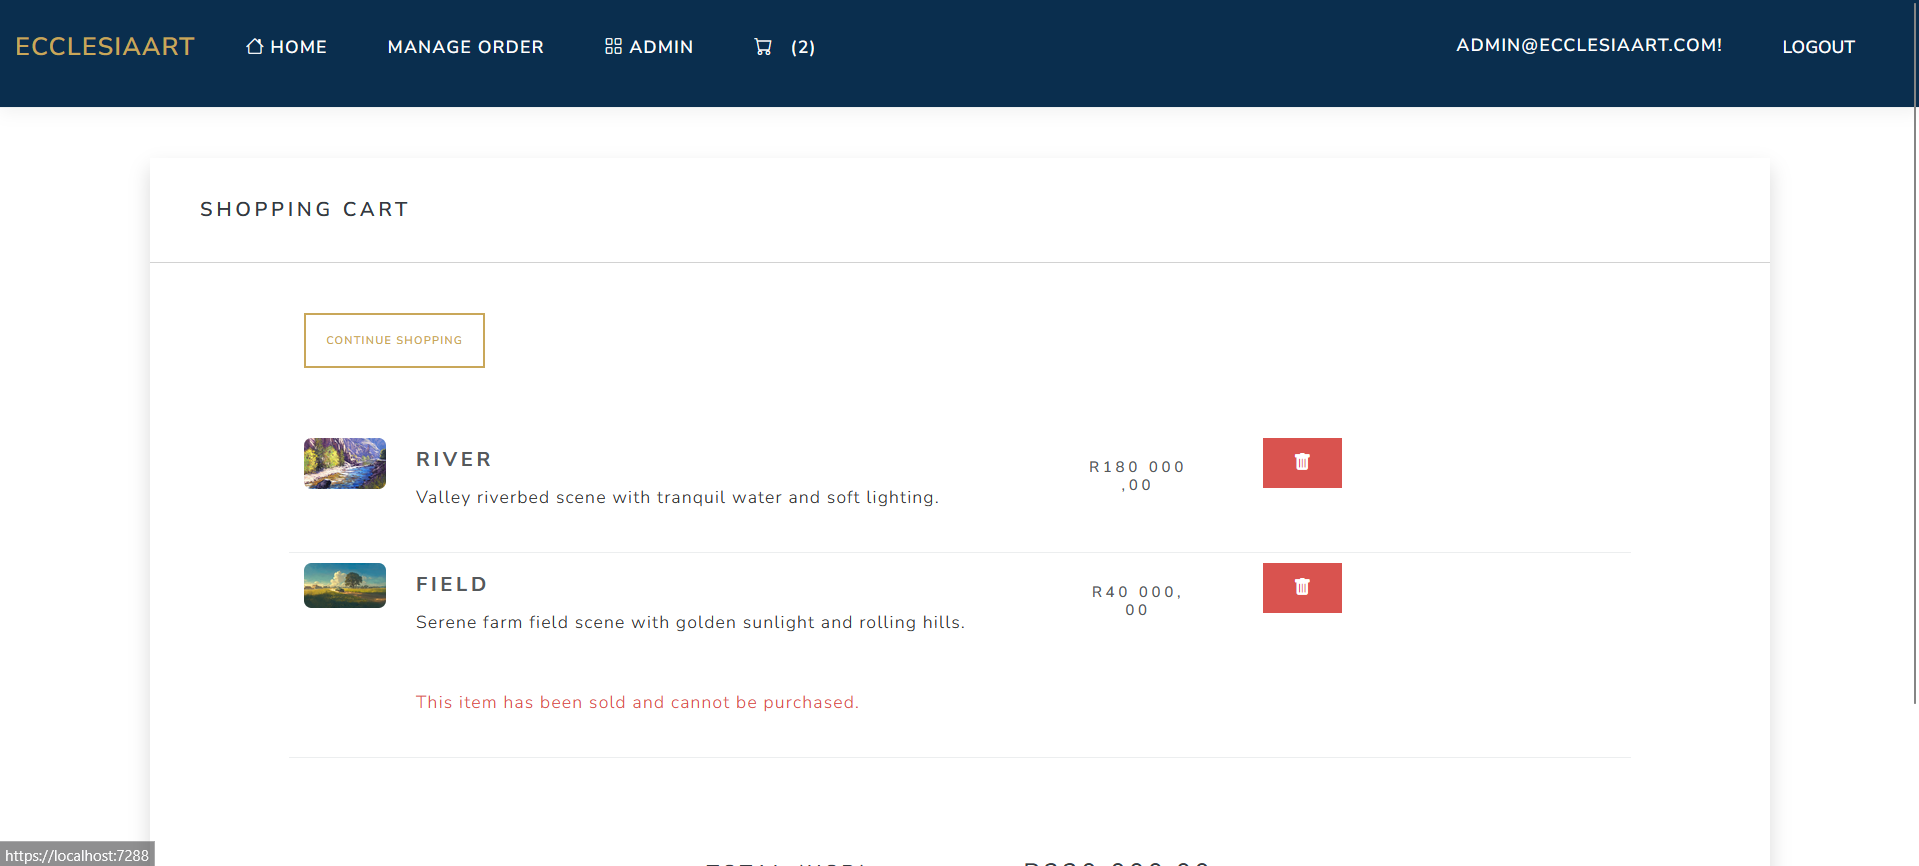 ECCLESIAART
HOME
MANAGE ORDER
ADMIN
(2)
ADMIN@ECCLESIAART.COM!
LOGOUT
SHOPPING CART
CONTINUE SHOPPING
RIVER
Valley riverbed scene with tranquil water and soft lighting.
R180 000
,00
FIELD
Serene farm field scene with golden sunlight and rolling hills.
R40 000,
00
This item has been sold and cannot be purchased.
https://localhost:7288